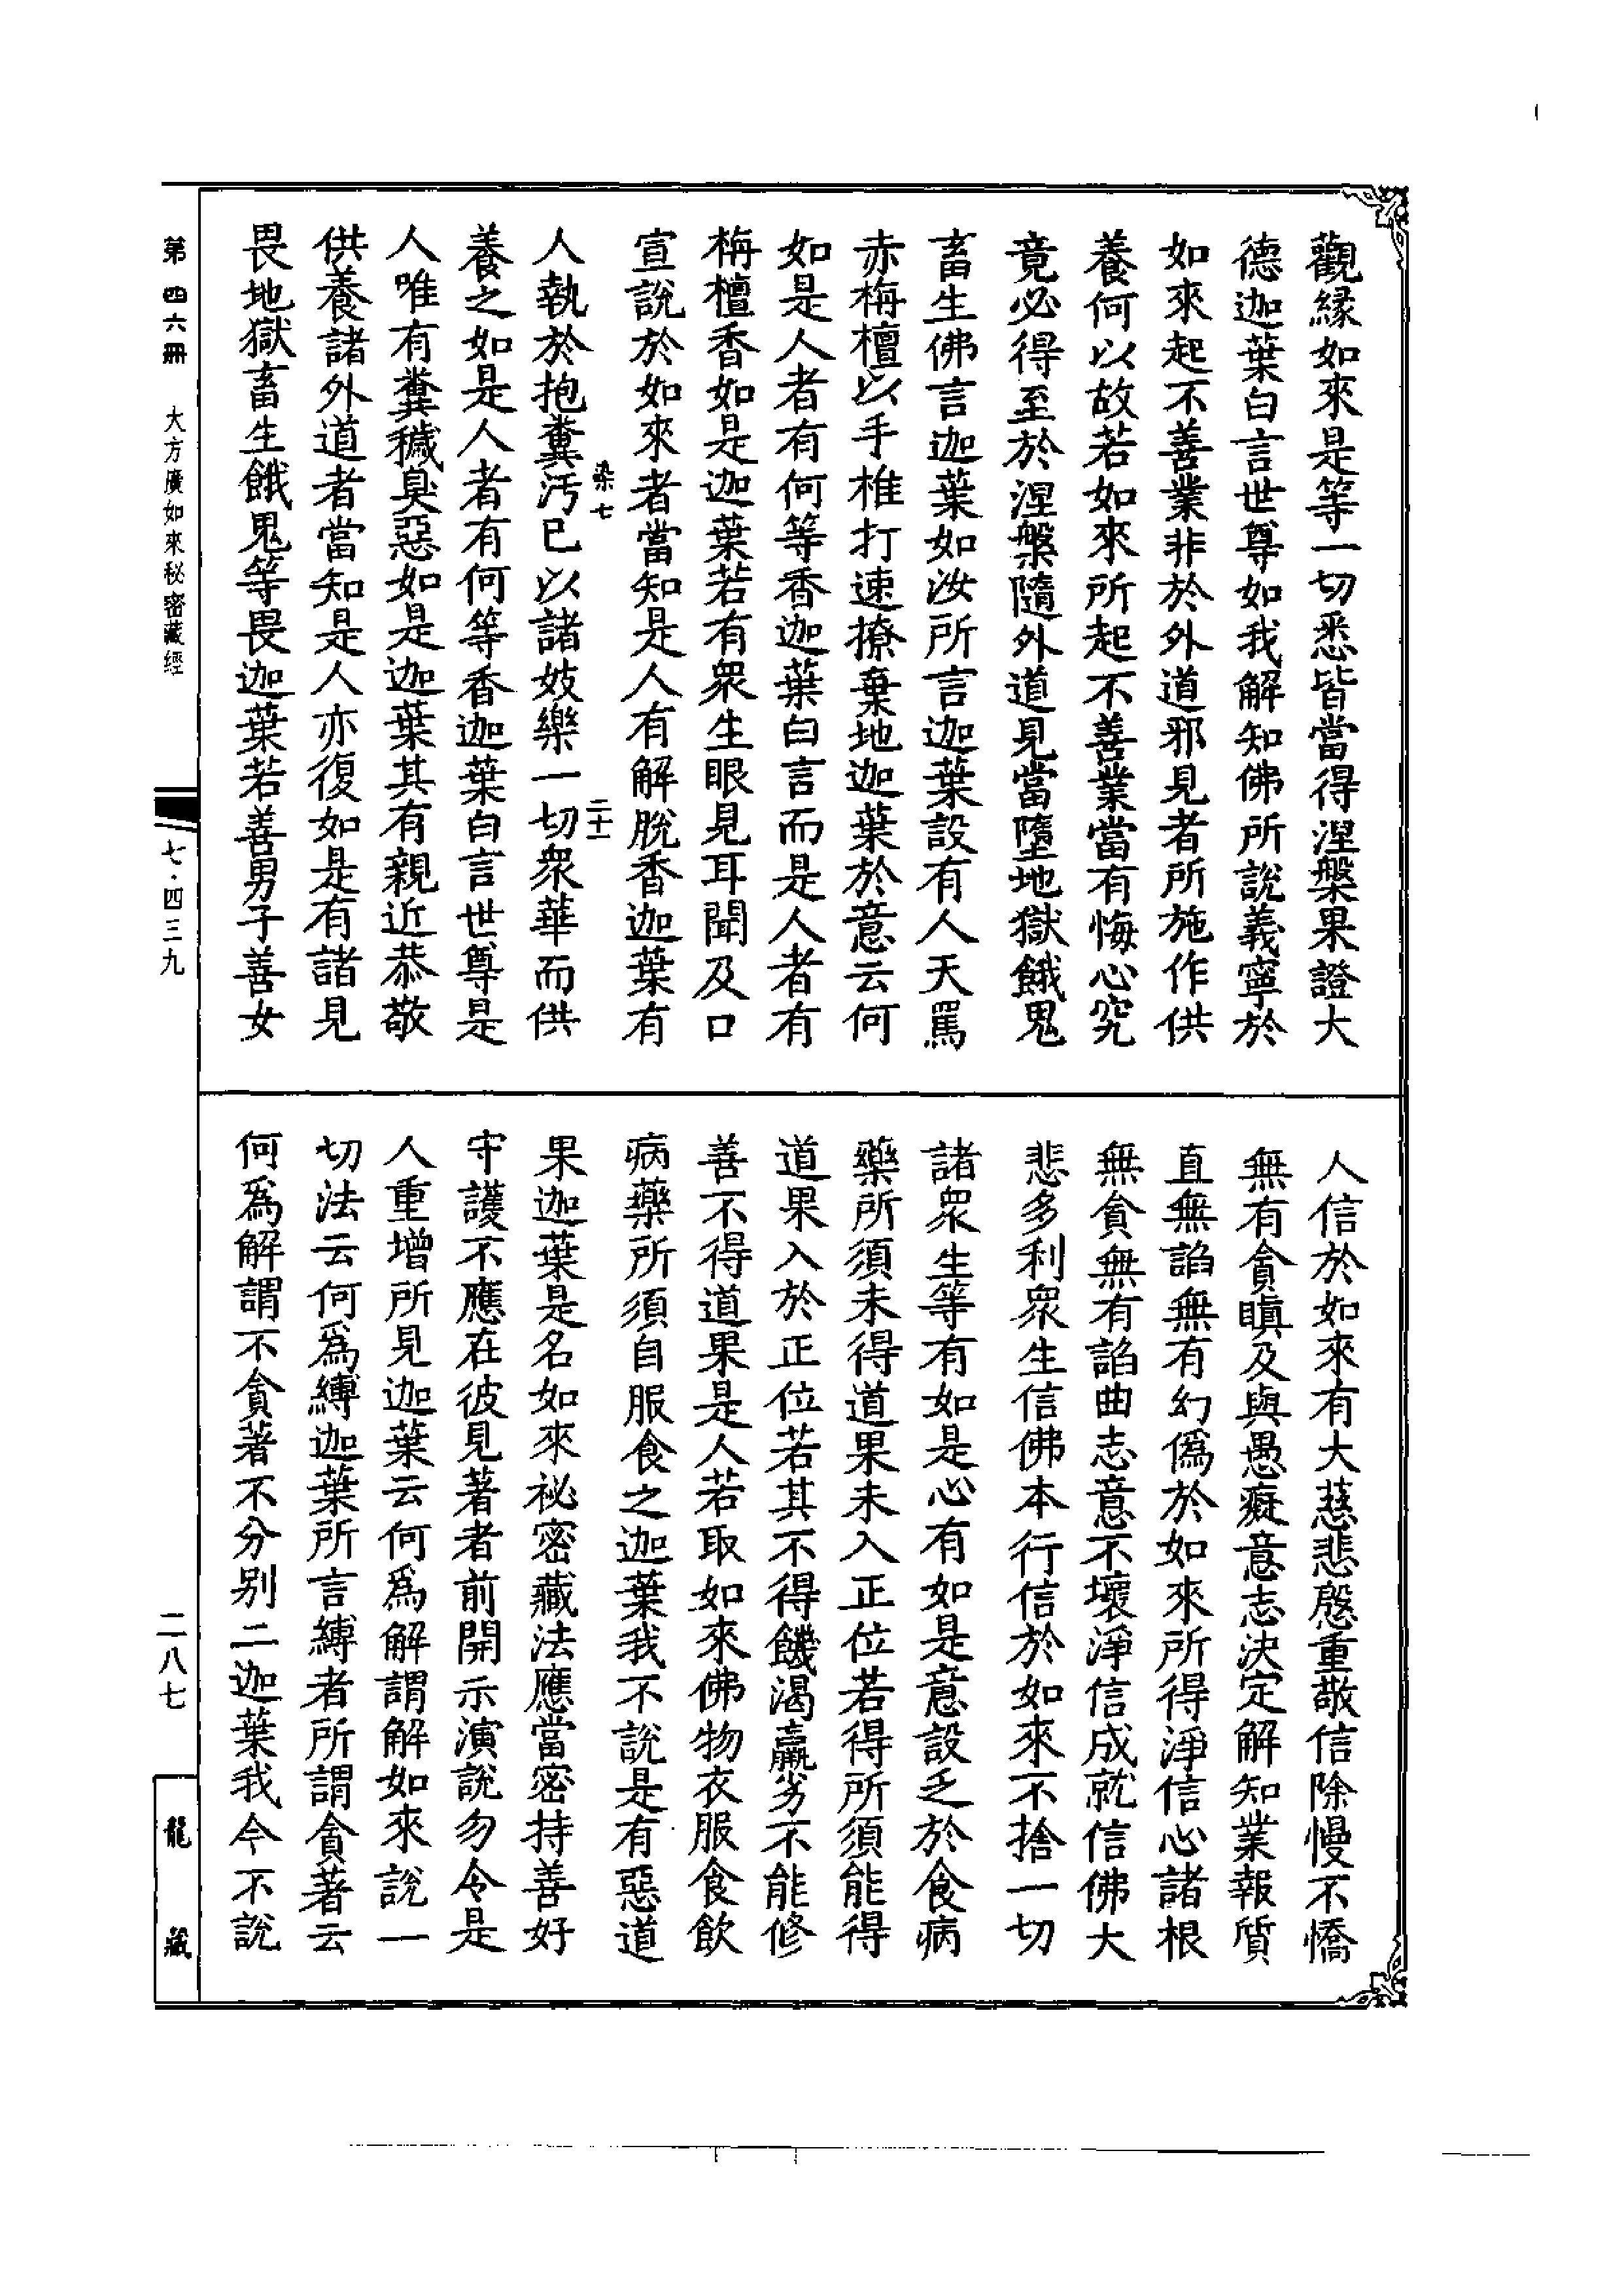 觀緣如來是等一切悉皆當得涅槃果證大
德迦葉白言世尊如我解知佛所說義寧於
如來起不善業非於外道邪見者所施作供
養何以故若如來所起不善業當有悔心究
竟必得至於涅槃隨外道見當墮地獄餓鬼
畜生佛言迦葉如汝所言迦葉設有人天罵
赤栴檀以手椎打速撩棄地迦葉於意云何
如是人者有何等香迦葉白言而是人者有
栴檀香如是迦葉若有眾生眼見耳聞及口
宣說於如來者當知是人有解脫香迦葉有
染七
二十一
人執於抱糞汚已以諸妓樂一切眾華而供
養之如是人者有何等香迦葉白言世尊是
人唯有糞穢臭惡如是迦葉其有親近恭敬
供養諸外道者當知是人亦復如是有諸見
畏地獄畜生餓鬼等畏迦葉若善男子善女
人信於如來有大慈悲慇重敬信除慢不憍
無有貪瞋及與愚癡意志決定解知業報質
直無諂無有幻偽於如來所得淨信心諸根
無貪無有諂曲志意不壞淨信成就信佛大
悲多利眾生信佛本行信於如來不捨一切
諸眾生等有如是心有如是意設乏於食病
藥所須未得道果未入正位若得所須能得
道果入於正位若其不得饑渴羸劣不能修
善不得道果是人若取如來佛物衣服食飲
病藥所須自服食之迦葉我不說是有惡道
果迦葉是名如來祕密藏法應當密持善好
守護不應在彼見著者前開示演說勿令是
人重增所見迦葉云何為解謂解如來說一
切法云何為縛迦葉所言縛者所謂貪著云
何為解謂不貪著不分別二迦葉我今不說
第四六冊
大方廣如來秘密藏經
七·四三九
二八七
龍藏